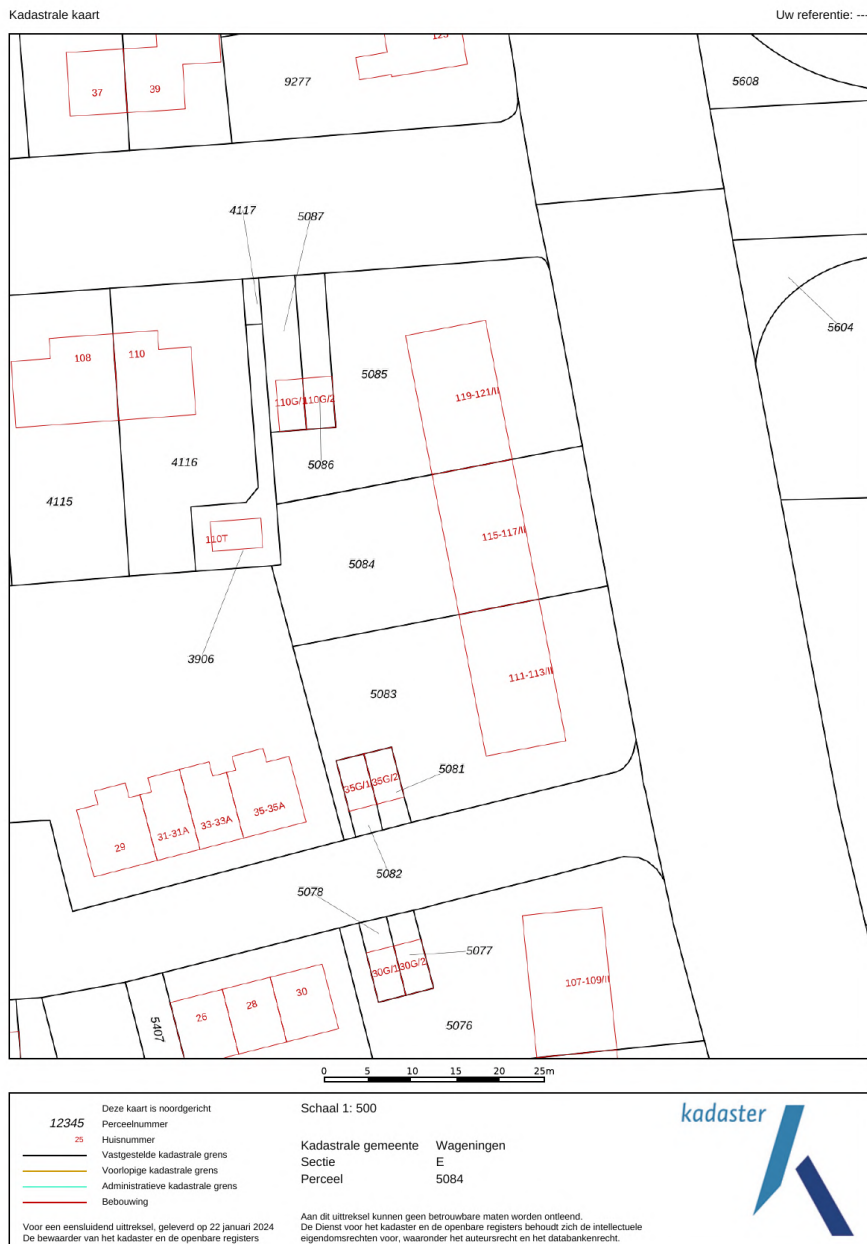 Kadastrale kaart
Uw referentie: ---
37
39
9277
123
5608
4117
5087
5604
108
110
5085
119-121/II
110G/1
110G/2
5086
4116
4115
110T
115-117/II
5084
3906
111-113/II
5083
5081
35G/1
35G/2
35-35A
33-33A
31-31A
29
5082
5078
5077
30G/1
30G/2
107-109/II
30
28
26
5407
5076
0 5 10 15 20 25m
12345
25
Deze kaart is noordgericht
Perceelnummer
Huisnummer
Vastgestelde kadastrale grens
Voorlopige kadastrale grens
Administratieve kadastrale grens
Bebouwing
Voor een eensluidend uittreksel, geleverd op 22 januari 2024
De bewaarder van het kadaster en de openbare registers
Schaal 1: 500
Kadastrale gemeente Wageningen
Sectie E
Perceel 5084
Aan dit uittreksel kunnen geen betrouwbare maten worden ontleend.
De Dienst voor het kadaster en de openbare registers behoudt zich de intellectuele
eigendomsrechten voor, waaronder het auteursrecht en het databankenrecht.
kadaster